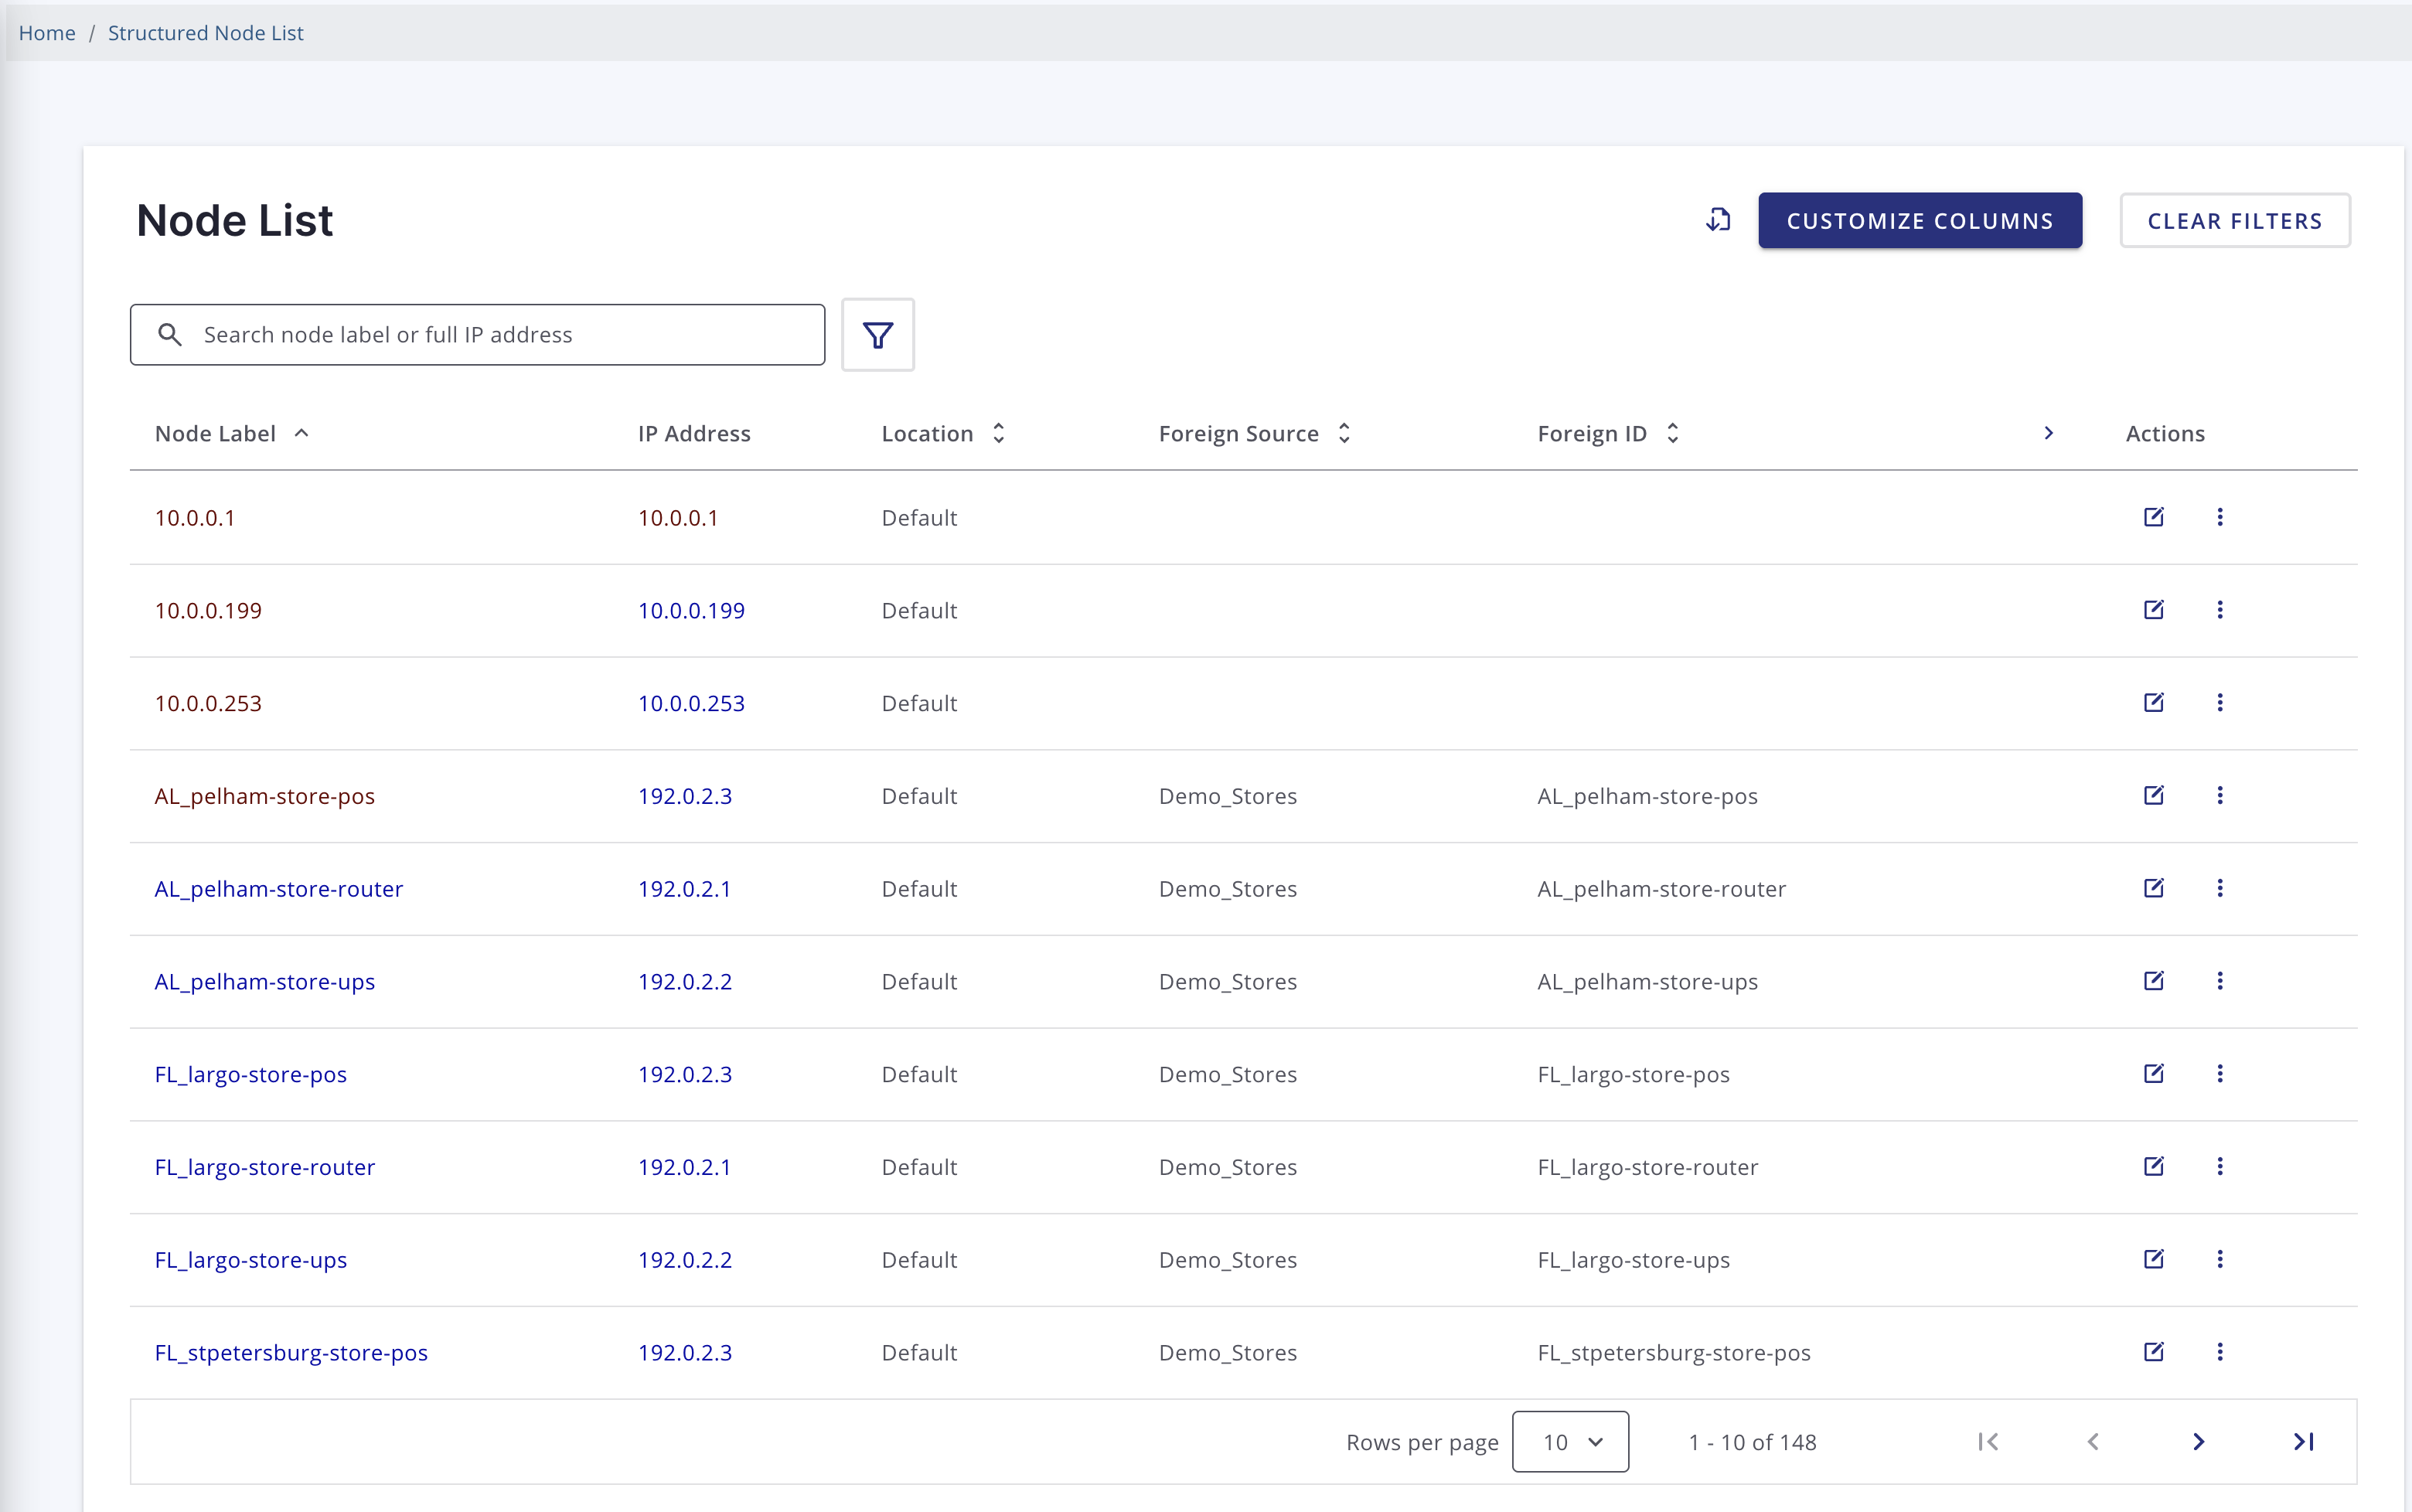 Home / Structured Node List
Node List
CUSTOMIZE COLUMNS CLEAR FILTERS
Search node label or full IP address
Node Label IP Address Location Foreign Source Foreign ID Actions
10.0.0.1 10.0.0.1 Default
10.0.0.199 10.0.0.199 Default
10.0.0.253 10.0.0.253 Default
AL_pelham-store-pos 192.0.2.3 Default Demo_Stores AL_pelham-store-pos
AL_pelham-store-router 192.0.2.1 Default Demo_Stores AL_pelham-store-router
AL_pelham-store-ups 192.0.2.2 Default Demo_Stores AL_pelham-store-ups
FL_largo-store-pos 192.0.2.3 Default Demo_Stores FL_largo-store-pos
FL_largo-store-router 192.0.2.1 Default Demo_Stores FL_largo-store-router
FL_largo-store-ups 192.0.2.2 Default Demo_Stores FL_largo-store-ups
FL_stpetersburg-store-pos 192.0.2.3 Default Demo_Stores FL_stpetersburg-store-pos
Rows per page 10 1 - 10 of 148